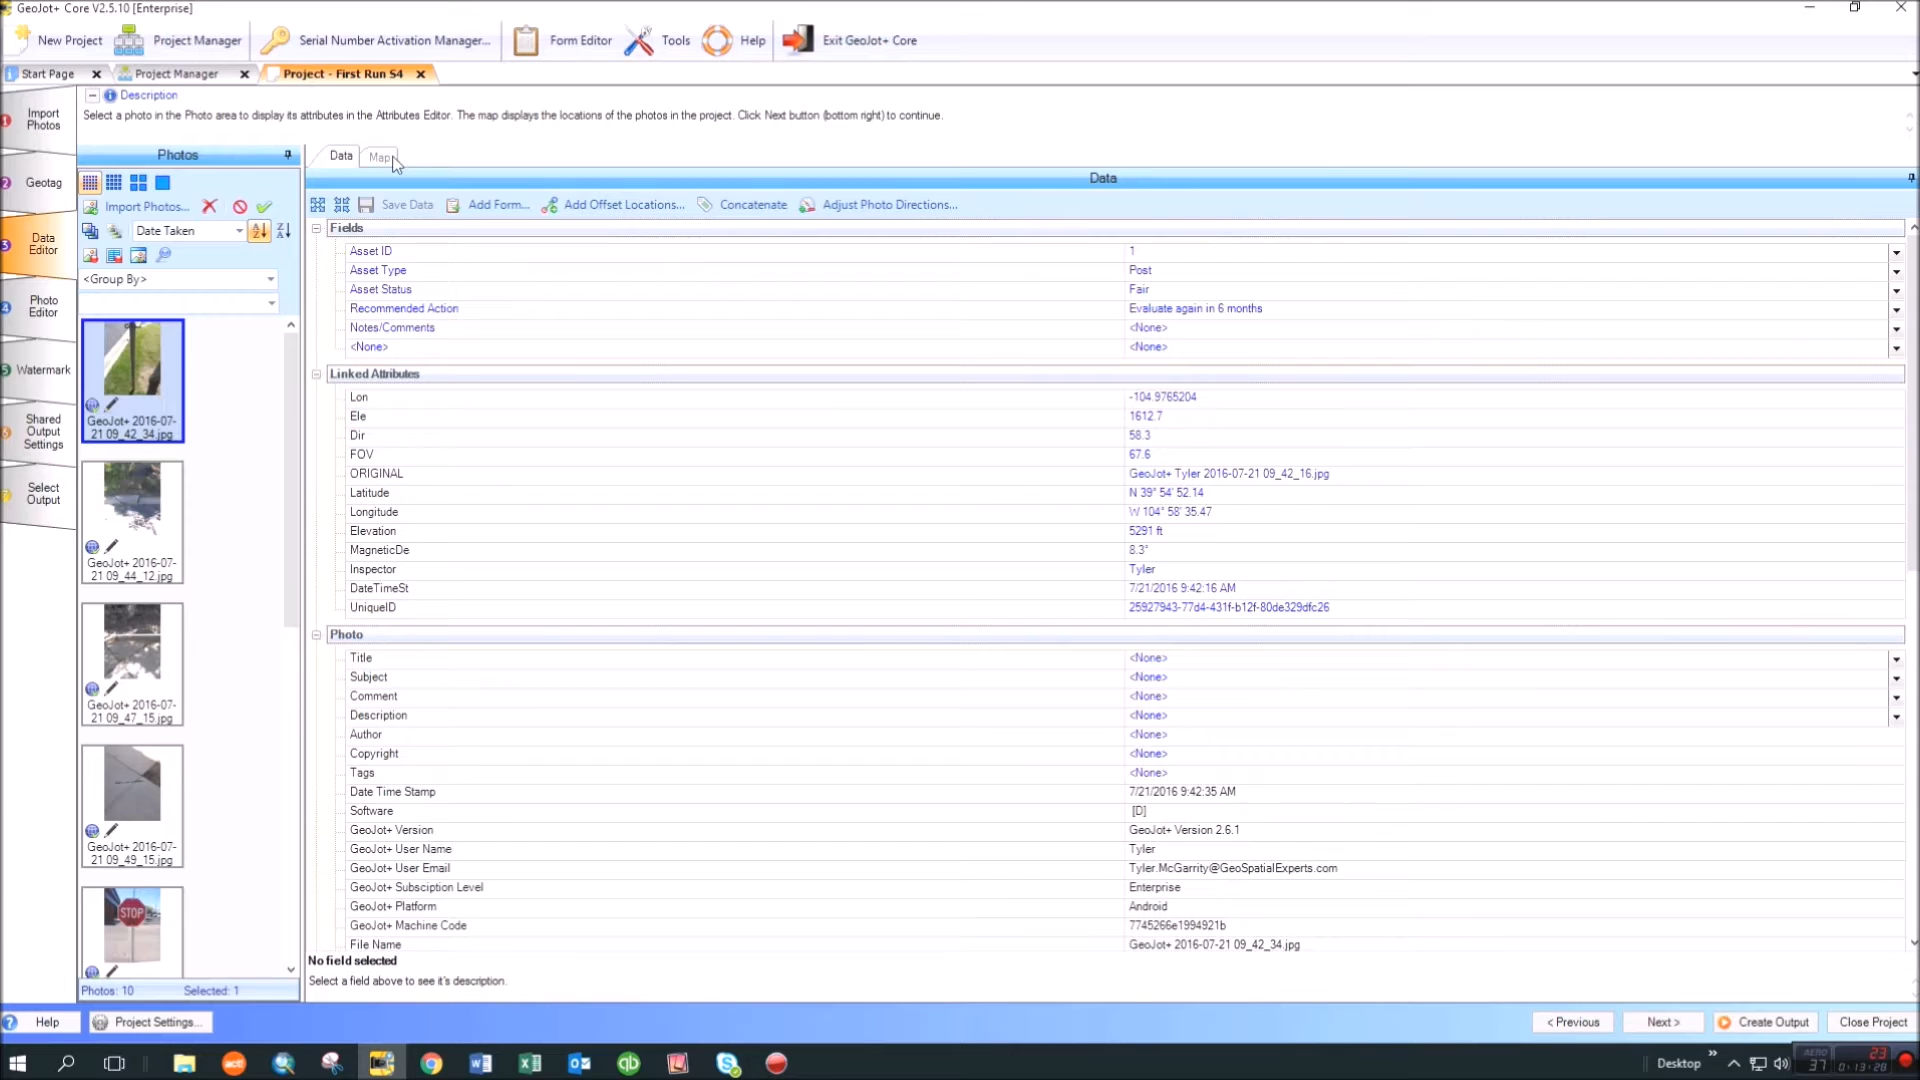 GeoJot+ Core V2.5.10 [Enterprise]
New Project
Project Manager
Serial Number Activation Manager...
Form Editor
Tools
Help
Exit GeoJot+ Core
Start Page
Project Manager
Project - First Run S4
Description
Select a photo in the Photo area to display its attributes in the Attributes Editor. The map displays the locations of the photos in the project. Click Next button (bottom right) to continue.
1 Import Photos
2 Geotag
3 Data Editor
4 Photo Editor
5 Watermark
6 Shared Output Settings
Select Output
Photos
Import Photos...
Date Taken
<Group By>
GeoJot+ 2016-07-
21 09_42_34.jpg
GeoJot+ 2016-07-
21 09_44_12.jpg
GeoJot+ 2016-07-
21 09_47_15.jpg
GeoJot+ 2016-07-
21 09_49_15.jpg
STOP
Photos: 10 Selected: 1
Data Map
Data
Save Data Add Form... Add Offset Locations... Concatenate Adjust Photo Directions...
Fields
Asset ID 1
Asset Type Post
Asset Status Fair
Recommended Action Evaluate again in 6 months
Notes/Comments <None>
<None> <None>
Linked Attributes
Lon -104.9765204
Ele 1612.7
Dir 58.3
FOV 67.6
ORIGINAL GeoJot+ Tyler 2016-07-21 09_42_16.jpg
Latitude N 39° 54' 52.14
Longitude W 104° 58' 35.47
Elevation 5291 ft
MagneticDe 8.3°
Inspector Tyler
DateTimeSt 7/21/2016 9:42:16 AM
UniqueID 25927943-77d4-431f-b12f-80de329dfc26
Photo
Title <None>
Subject <None>
Comment <None>
Description <None>
Author <None>
Copyright <None>
Tags <None>
Date Time Stamp 7/21/2016 9:42:35 AM
Software [D]
GeoJot+ Version GeoJot+ Version 2.6.1
GeoJot+ User Name Tyler
GeoJot+ User Email Tyler.McGarrity@GeoSpatialExperts.com
GeoJot+ Subsciption Level Enterprise
GeoJot+ Platform Android
GeoJot+ Machine Code 7745266e1994921b
File Name GeoJot+ 2016-07-21 09_42_34.jpg
No field selected
Select a field above to see it's description.
Help
Project Settings...
< Previous
Next >
Create Output
Close Project
Desktop
AERO
37
23
0:13:28